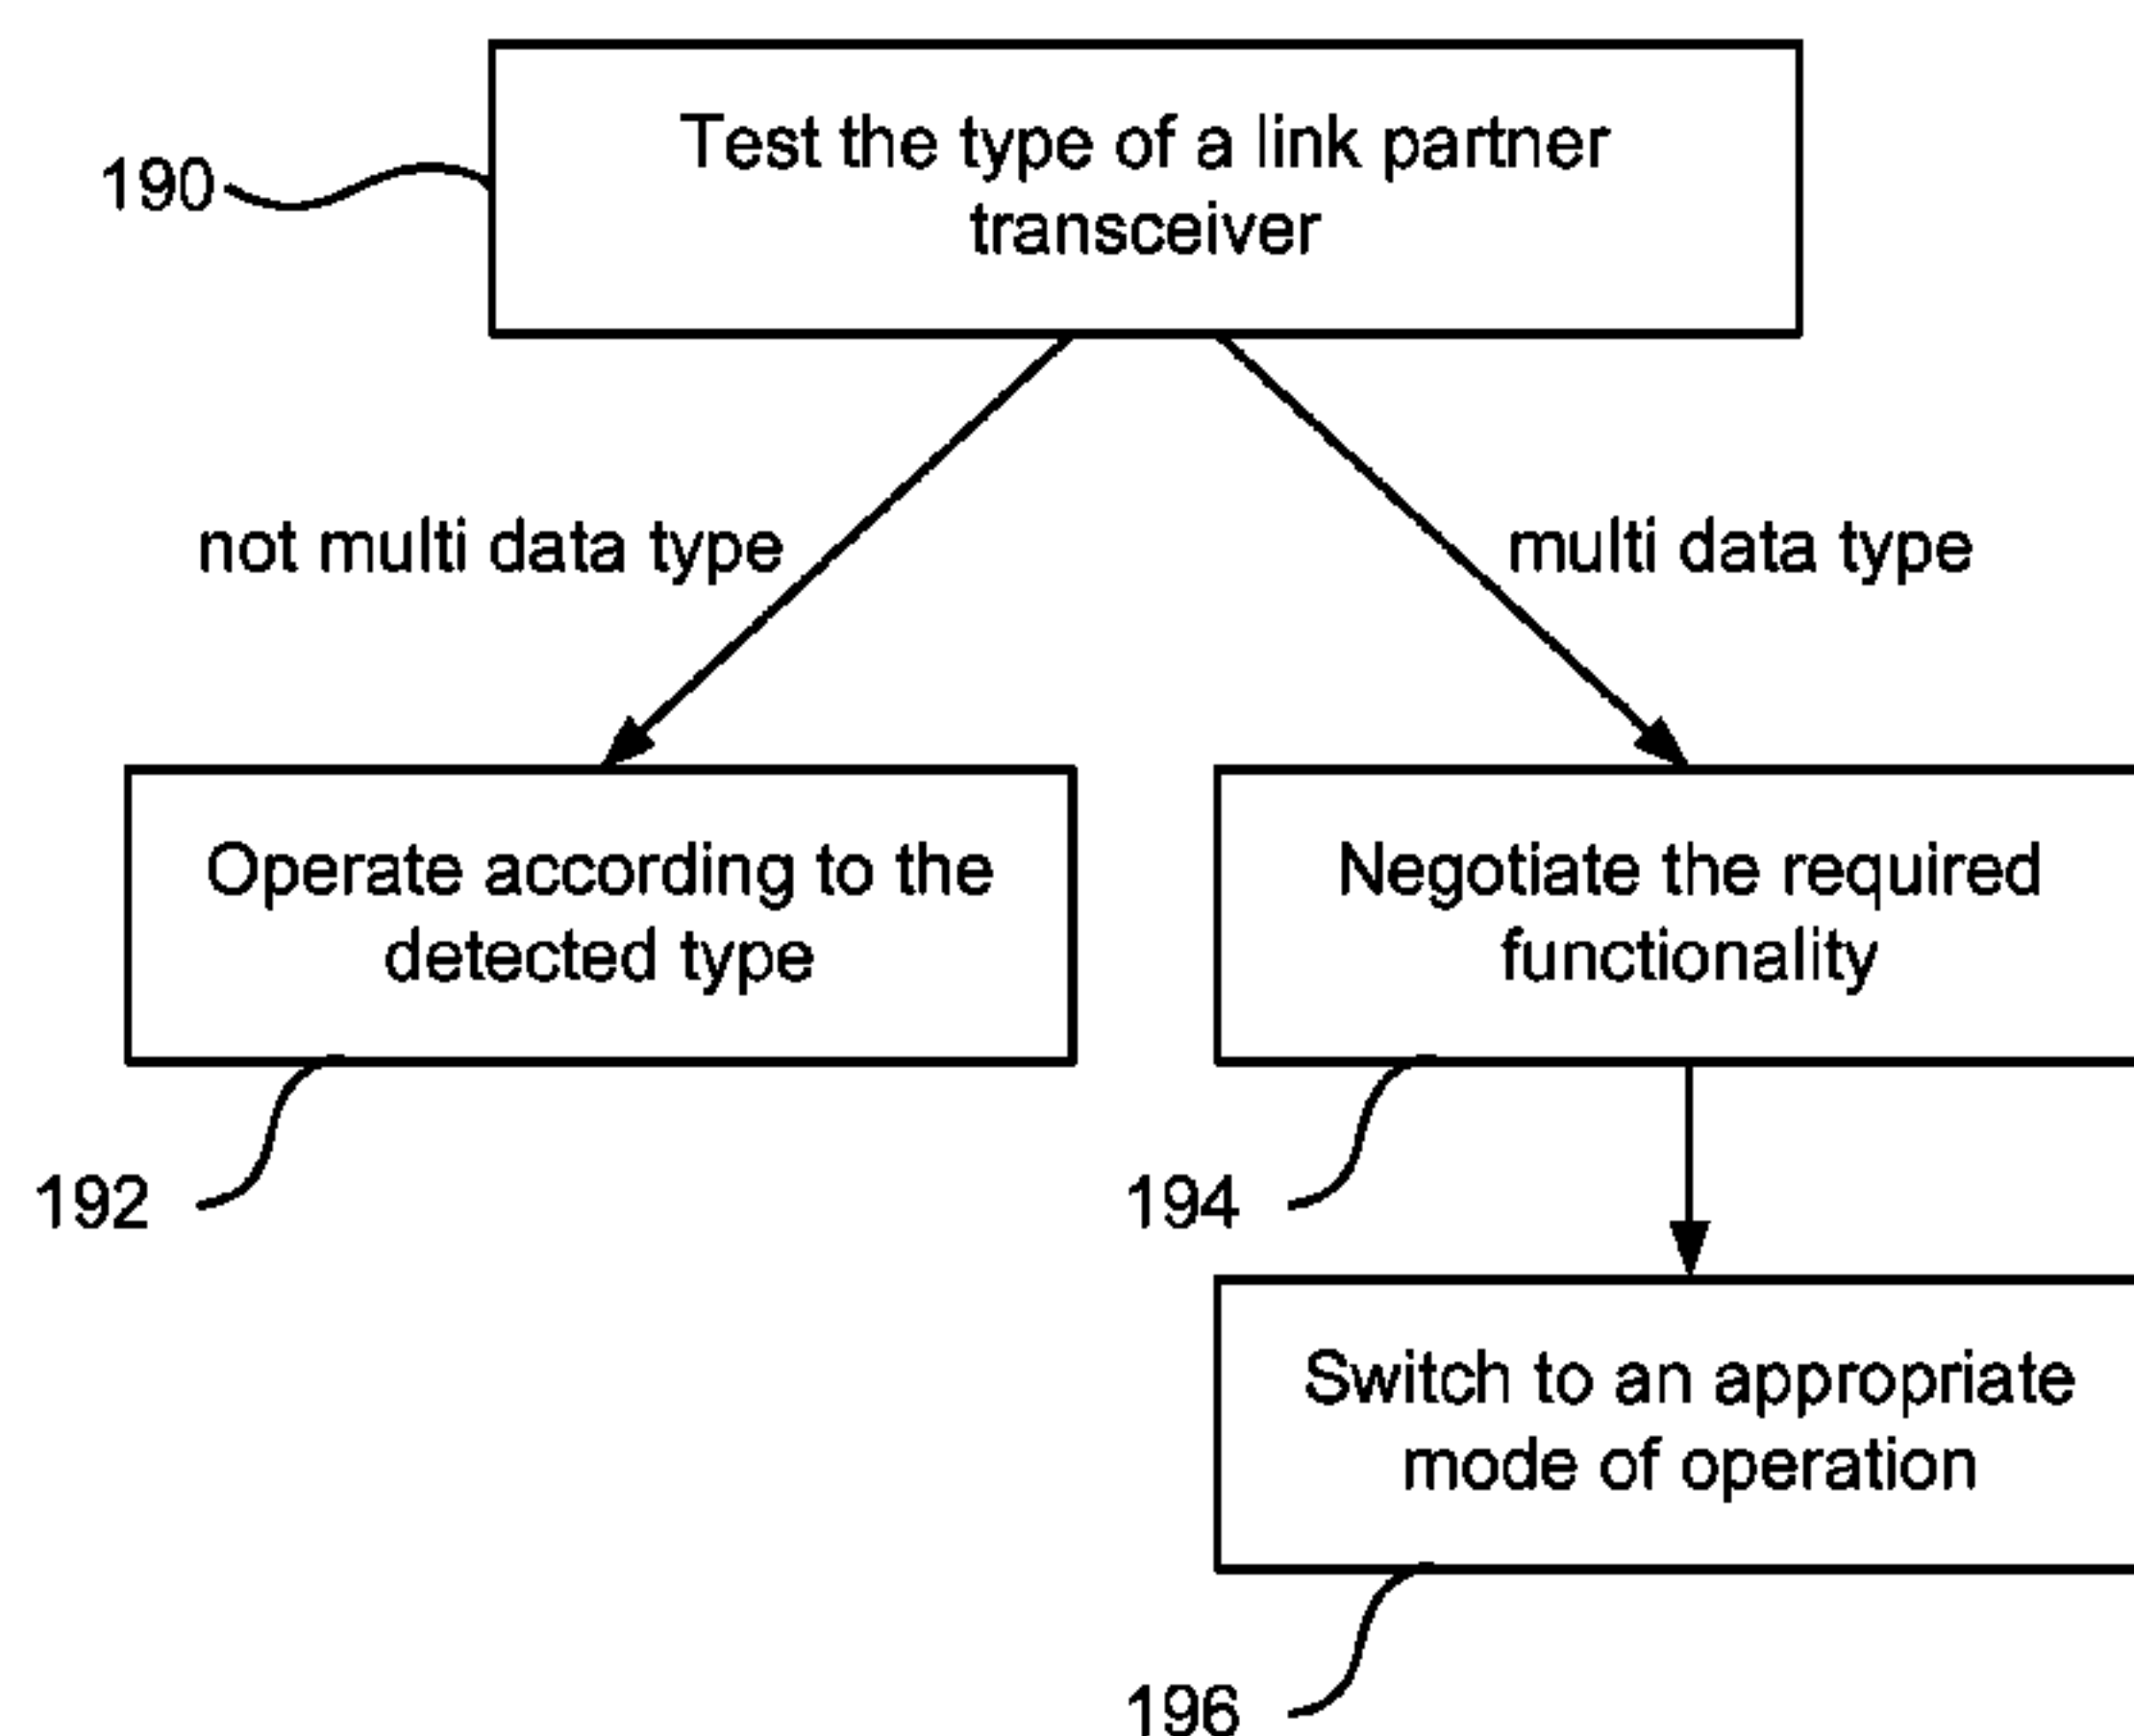 Test the type of a link partner
transceiver
190
not multi data type
multi data type
Operate according to the
detected type
Negotiate the required
functionality
192
194
Switch to an appropriate
mode of operation
196